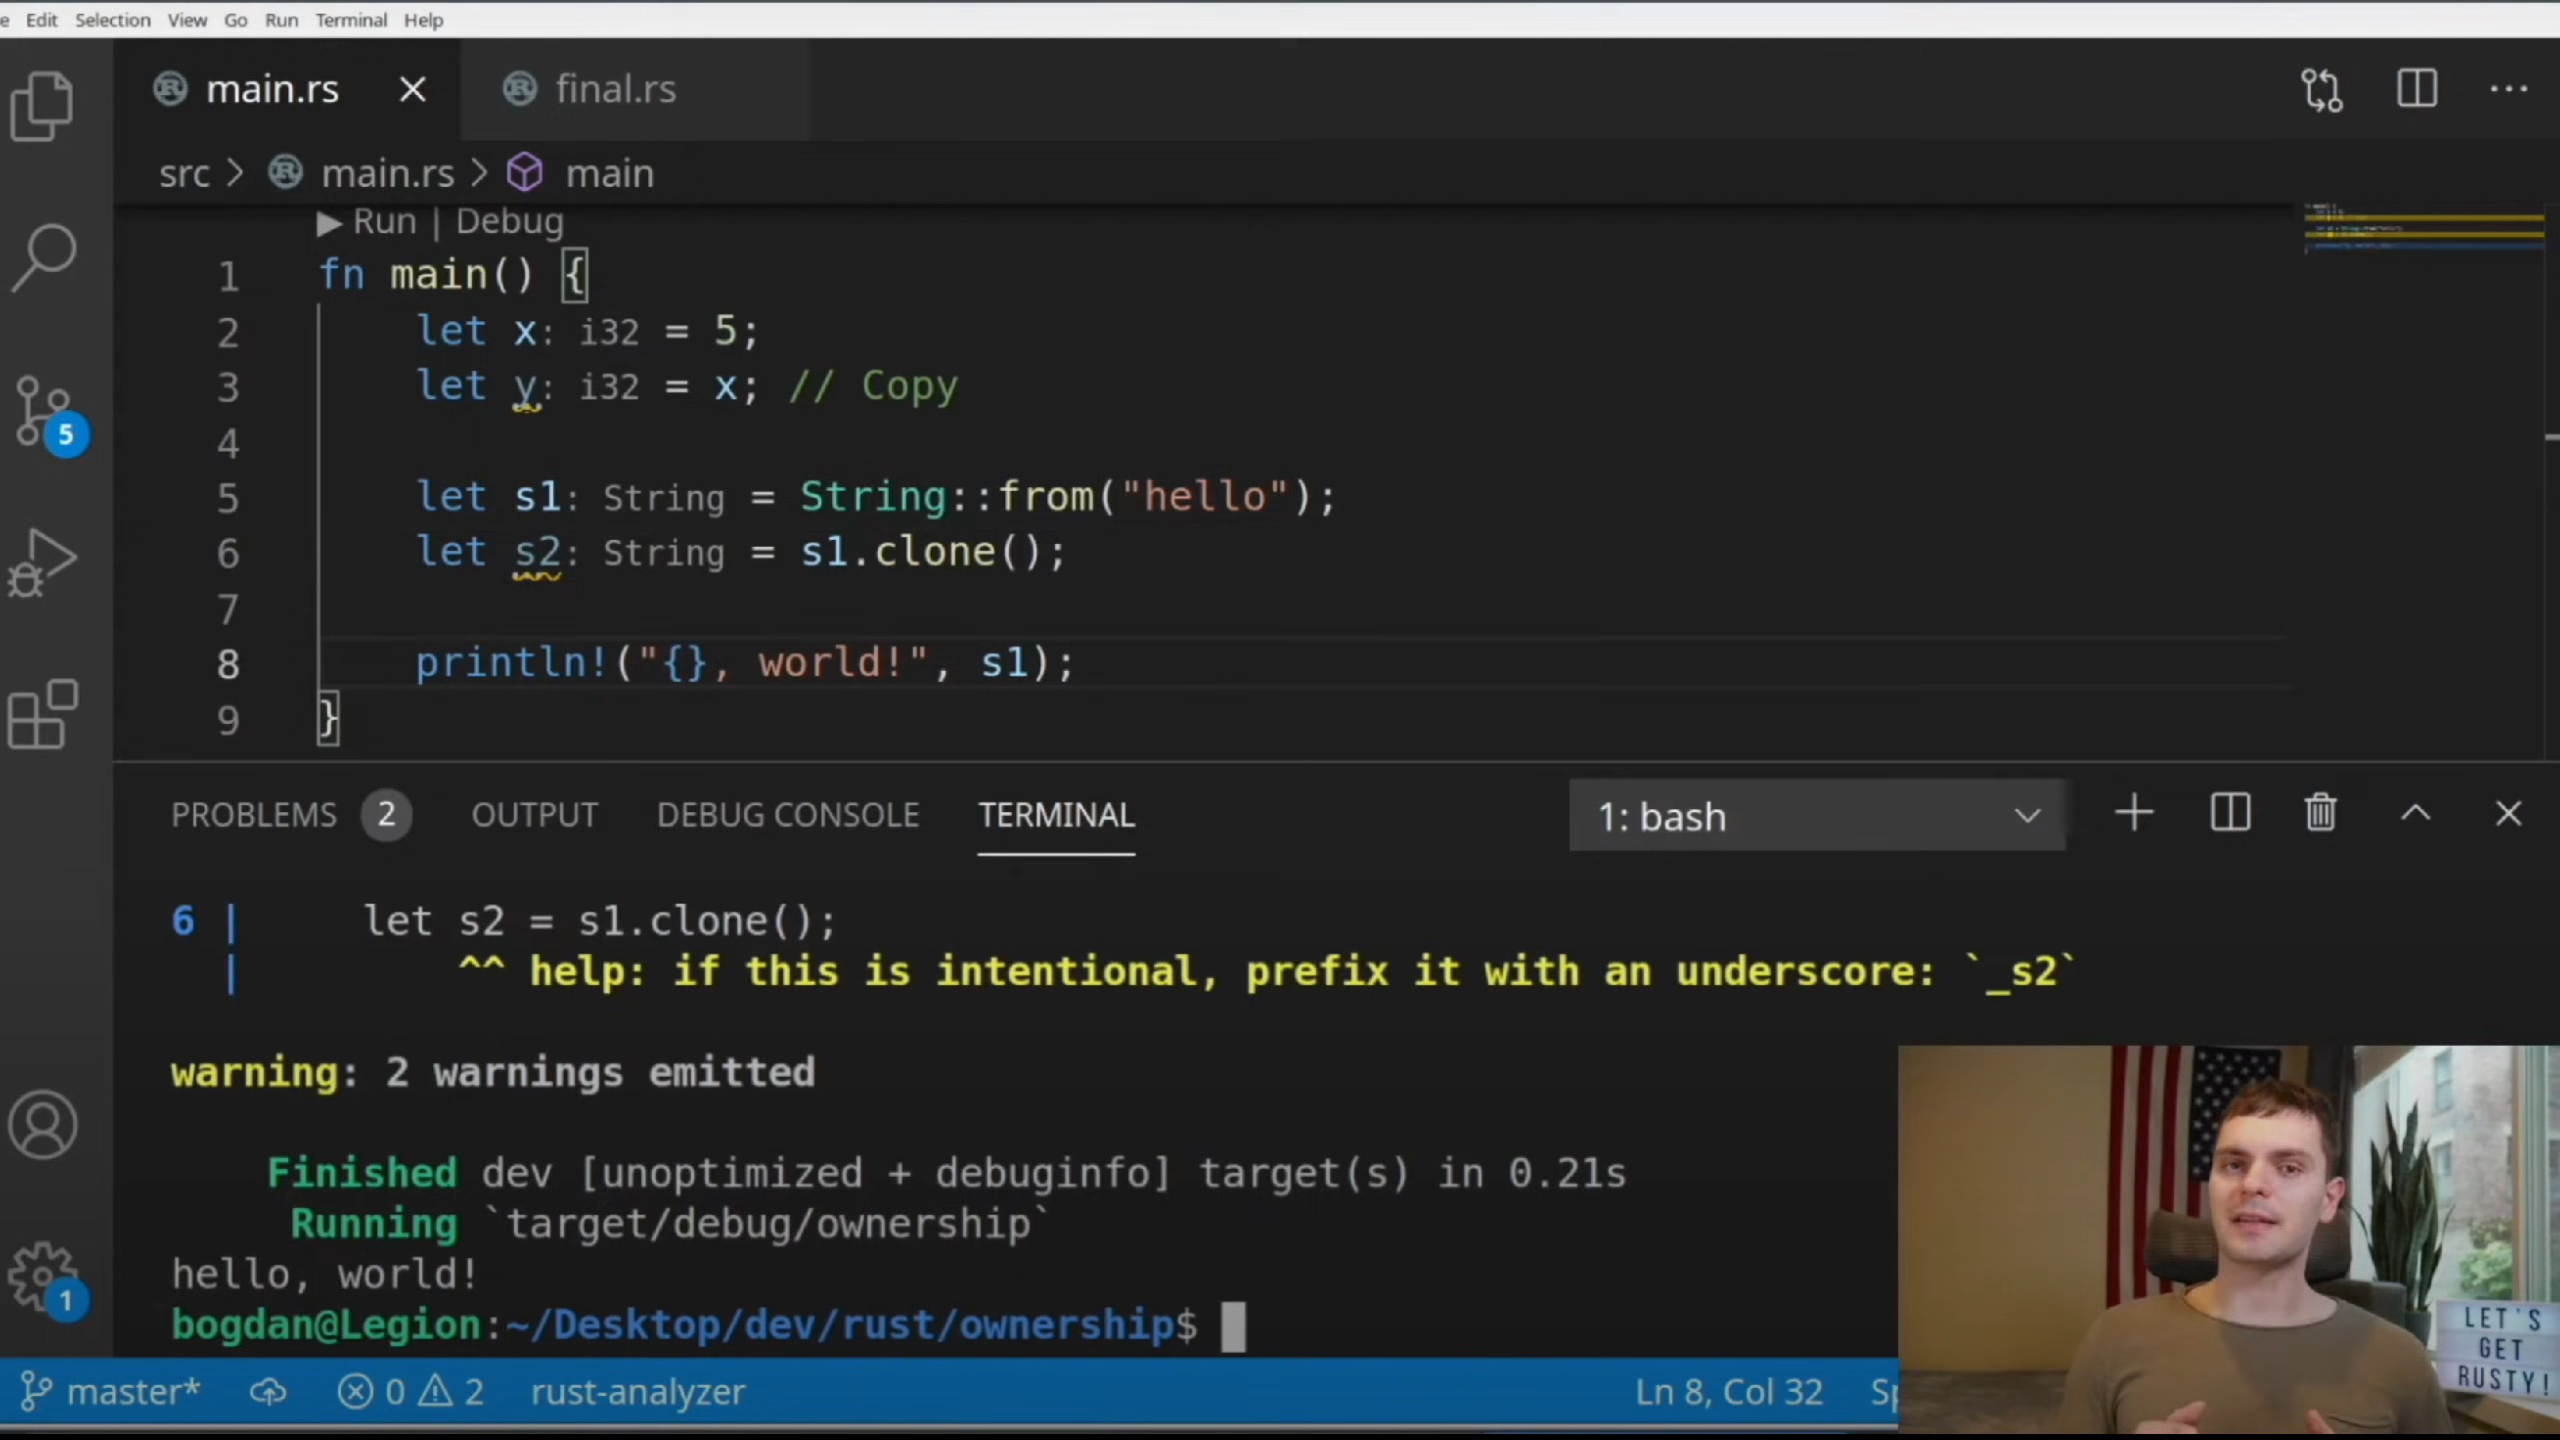 e Edit Selection View Go Run Terminal Help
main.rs final.rs
src > main.rs > main
Run | Debug
1 fn main() {
2 let x: i32 = 5;
3 let y: i32 = x; // Copy
4
5 let s1: String = String::from("hello");
6 let s2: String = s1.clone();
7
8 println!("{}, world!", s1);
9 }
5
PROBLEMS 2 OUTPUT DEBUG CONSOLE TERMINAL 1: bash
6 | let s2 = s1.clone();
| ^^ help: if this is intentional, prefix it with an underscore: `_s2`
warning: 2 warnings emitted
Finished dev [unoptimized + debuginfo] target(s) in 0.21s
Running `target/debug/ownership`
hello, world!
bogdan@Legion:~/Desktop/dev/rust/ownership$
1
LET'S
GET
RUSTY!
master* 0 2 rust-analyzer Ln 8, Col 32 Sp